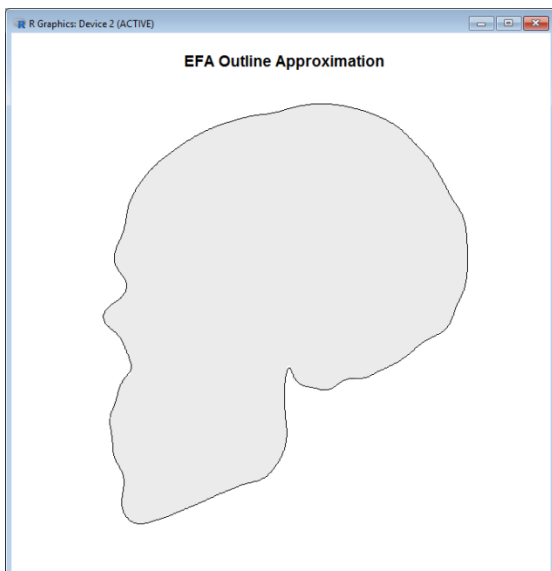 R Graphics: Device 2 (ACTIVE)
EFA Outline Approximation